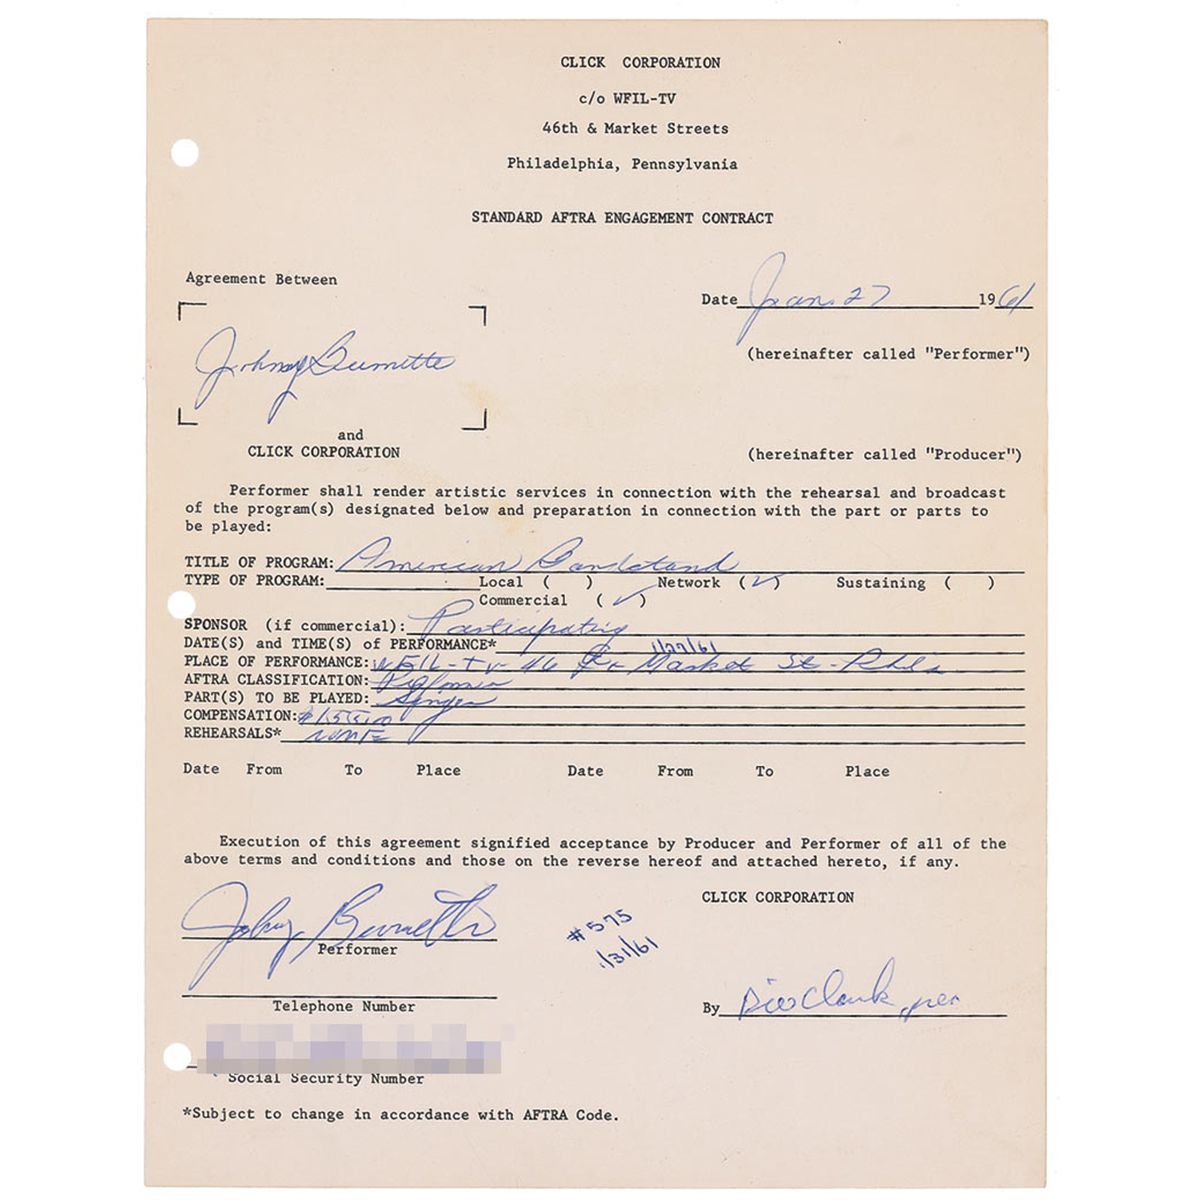 CLICK CORPORATION
c/o WFIL-TV
46th & Market Streets
Philadelphia, Pennsylvania
STANDARD AFTRA ENGAGEMENT CONTRACT
Agreement Between
Date Jan. 27 1961
Johnny Burnette
(hereinafter called "Performer")
and
CLICK CORPORATION
(hereinafter called "Producer")
Performer shall render artistic services in connection with the rehearsal and broadcast
of the program(s) designated below and preparation in connection with the part or parts to
be played:
TITLE OF PROGRAM: American Bandstand
TYPE OF PROGRAM: Local ( ) Network (✓) Sustaining ( )
Commercial (✓)
SPONSOR (if commercial): Participating
DATE(S) and TIME(S) of PERFORMANCE* 1/27/61
PLACE OF PERFORMANCE: WFIL-TV- 46 Market St- Phila
AFTRA CLASSIFICATION: Performer
PART(S) TO BE PLAYED: Singer
COMPENSATION:
REHEARSALS* NONE
Date From To Place Date From To Place
Execution of this agreement signified acceptance by Producer and Performer of all of the
above terms and conditions and those on the reverse hereof and attached hereto, if any.
CLICK CORPORATION
Johnny Burnette
Performer
#575
1/31/61
Telephone Number
By Dick Clark, per
Social Security Number
*Subject to change in accordance with AFTRA Code.